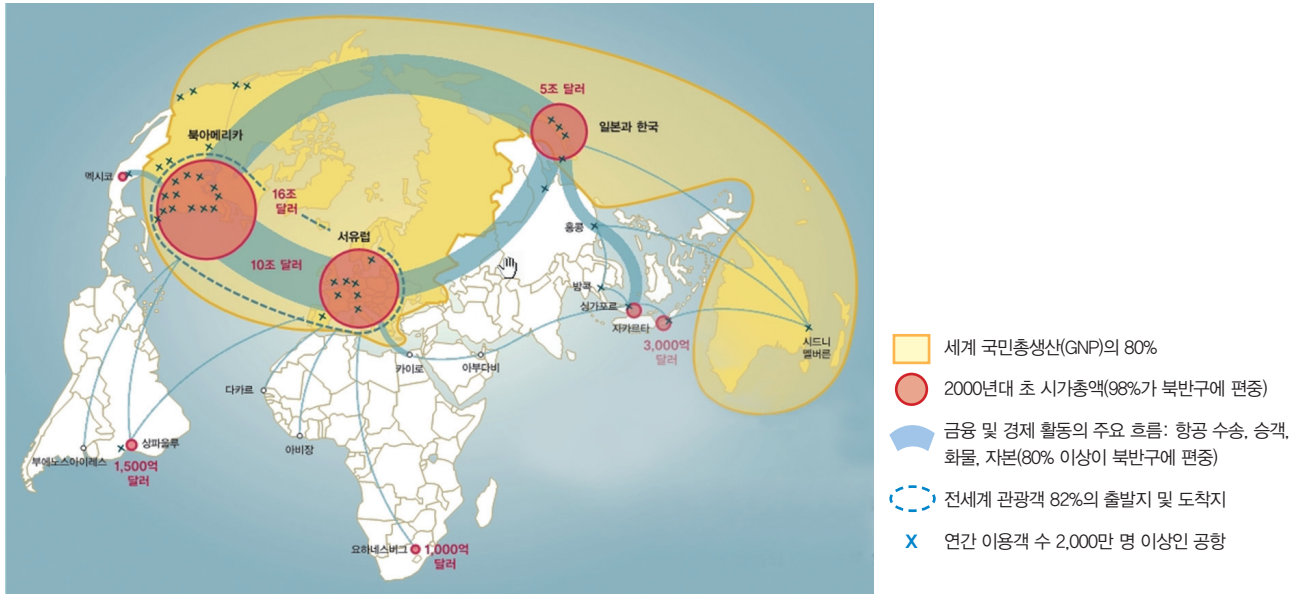 5조 달러
일본과 한국
북아메리카
멕시코
16조
달러
서유럽
10조 달러
홍콩
방콕
싱가포르
자카르타
3,000억
달러
시드니
멜버른
카이로
아부다비
다카르
아비장
상파울루
부에노스아이레스
1,500억
달러
요하네스버그
1,000억
달러
세계 국민총생산(GNP)의 80%
2000년대 초 시가총액(98%가 북반구에 편중)
금융 및 경제 활동의 주요 흐름: 항공 수송, 승객,
화물, 자본(80% 이상이 북반구에 편중)
전세계 관광객 82%의 출발지 및 도착지
연간 이용객 수 2,000만 명 이상인 공항